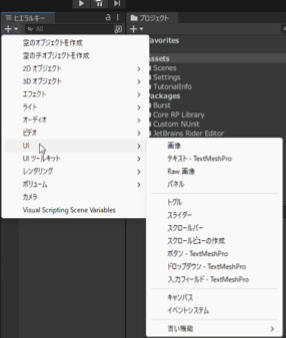 ヒエラルキー
プロジェクト
All
空のオブジェクトを作成
空の子オブジェクトを作成
2D オブジェクト
3D オブジェクト
エフェクト
ライト
オーディオ
ビデオ
UI
UI ツールキット
レンダリング
ボリューム
カメラ
Visual Scripting Scene Variables
Favorites
Assets
Scenes
Settings
TutorialInfo
Packages
Burst
Core RP Library
Custom NUnit
JetBrains Rider Editor
画像
テキスト - TextMeshPro
Raw 画像
パネル
トグル
スライダー
スクロールバー
スクロールビューの作成
ボタン - TextMeshPro
ドロップダウン - TextMeshPro
入力フィールド - TextMeshPro
キャンバス
イベントシステム
古い機能